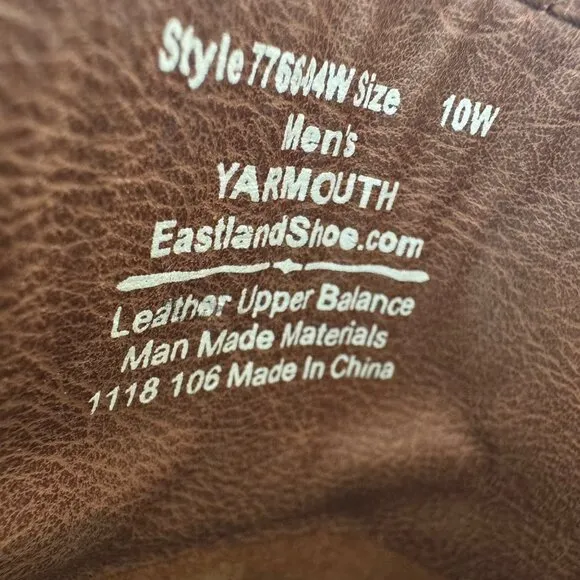 Style 776604W Size 10W
Men's
YARMOUTH
EastlandShoe.com
Leather Upper Balance
Man Made Materials
1118 106 Made In China